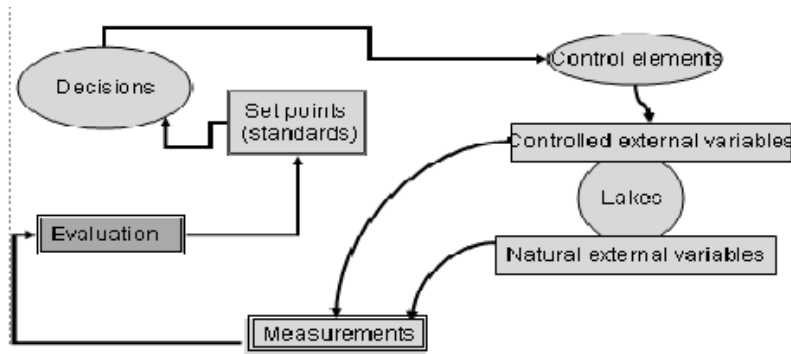 Decisions
Control elements
Set points
(standards)
Controlled external variables
Lakes
Evaluation
Natural external variables
Measurements